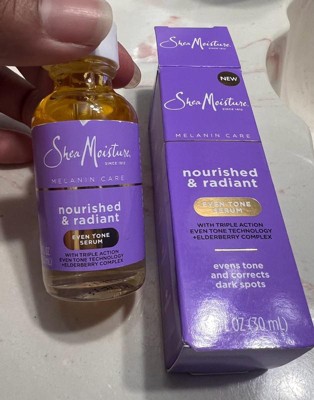 SheaMoisture
SINCE 1912
MELANIN CARE
nourished
& radiant
EVEN TONE
SERUM
WITH TRIPLE ACTION
EVEN TONE TECHNOLOGY
+ELDERBERRY COMPLEX
SheaMoisture
NEW
SheaMoisture
SINCE 1912
MELANIN CARE
nourished
& radiant
EVEN TONE
SERUM
WITH TRIPLE ACTION
EVEN TONE TECHNOLOGY
+ELDERBERRY COMPLEX
evens tone
and corrects
dark spots
OZ (30 mL)